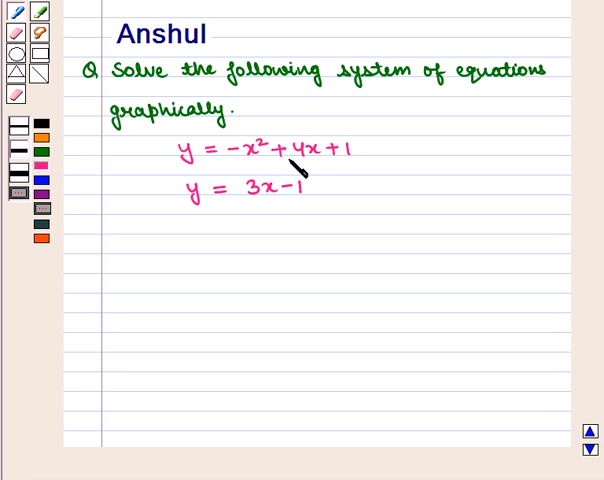 Anshul
Q Solve the following system of equations
graphically.
y = -x² + 4x + 1
y = 3x - 1